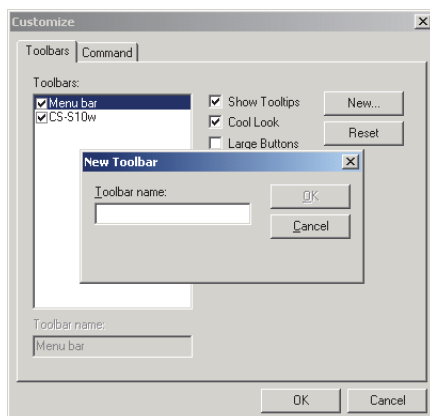 Customize
Toolbars Command
Toolbars:
Menu bar
CS-S10w
Show Tooltips
Cool Look
Large Buttons
New...
Reset
New Toolbar
Toolbar name:
OK
Cancel
Toolbar name:
Menu bar
OK Cancel